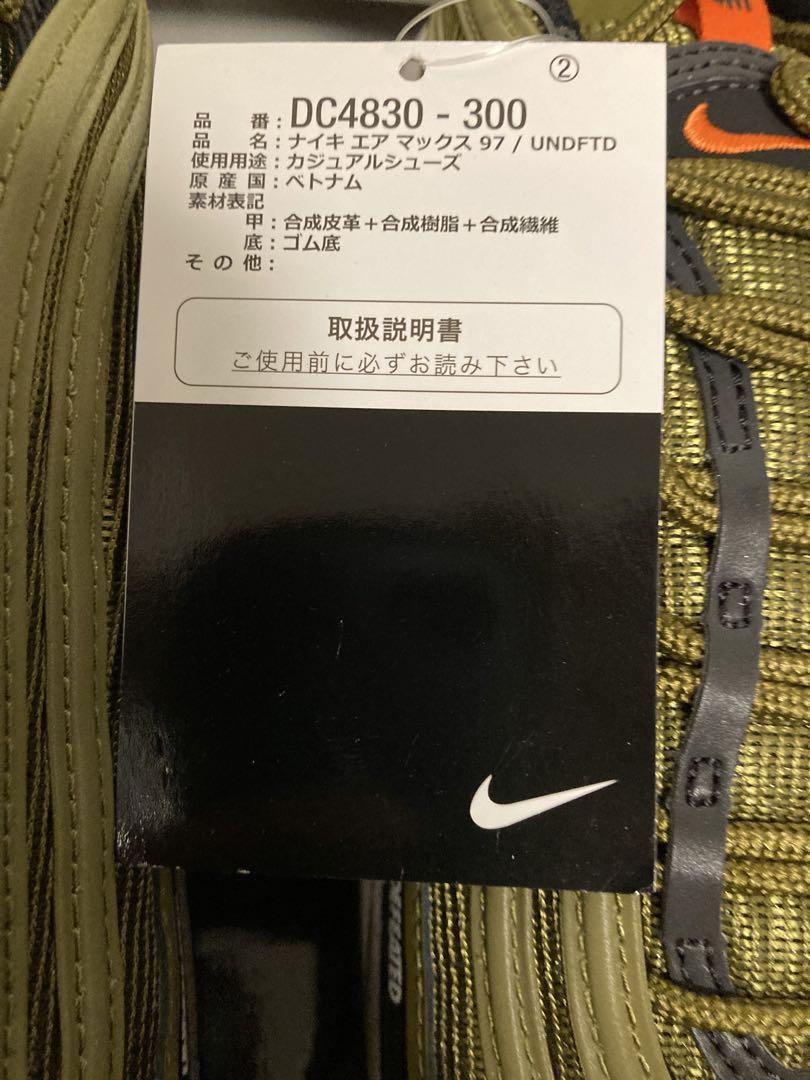 ②
品 番：DC4830 - 300
品 名：ナイキ エア マックス 97 / UNDFTD
使用用途：カジュアルシューズ
原 産 国：ベトナム
素材表記
甲：合成皮革＋合成樹脂＋合成繊維
底：ゴム底
そ の 他：
取扱説明書
ご使用前に必ずお読み下さい